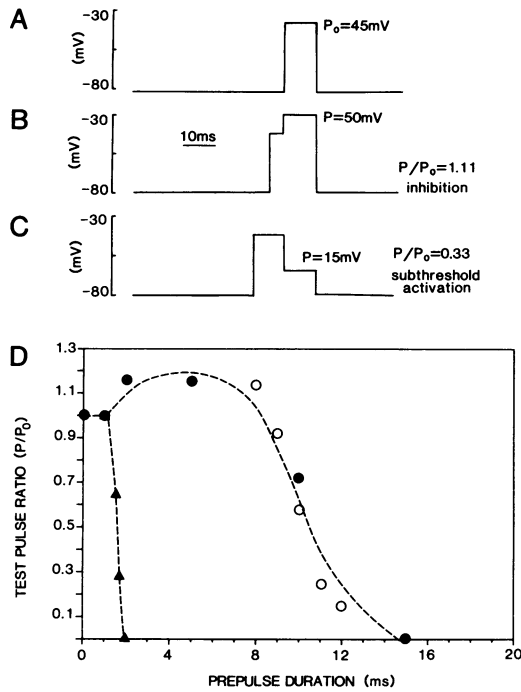 A
-30
(mV)
-80
P₀=45mV
B
-30
(mV)
-80
10ms
P=50mV
P/P₀=1.11
inhibition
C
-30
(mV)
-80
P=15mV
P/P₀=0.33
subthreshold
activation
D
TEST PULSE RATIO (P/P₀)
1.3
1.1
0.9
0.7
0.5
0.3
0.1
0 4 8 12 16 20
PREPULSE DURATION (ms)